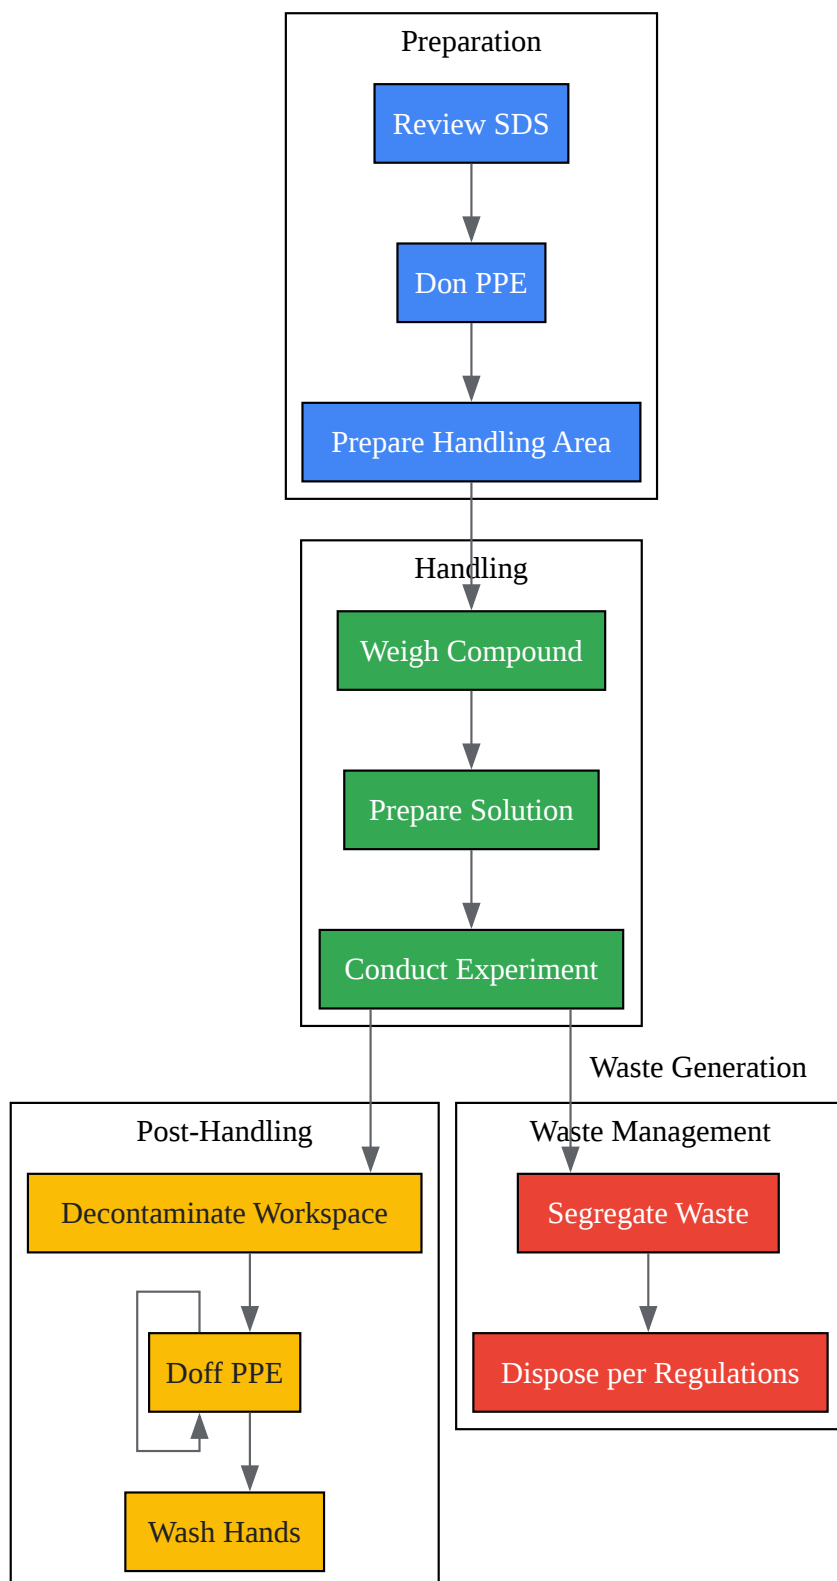 Preparation
Review SDS
Don PPE
Prepare Handling Area
Handling
Weigh Compound
Prepare Solution
Conduct Experiment
Waste Generation
Post-Handling
Waste Management
Decontaminate Workspace
Segregate Waste
Doff PPE
Dispose per Regulations
Wash Hands